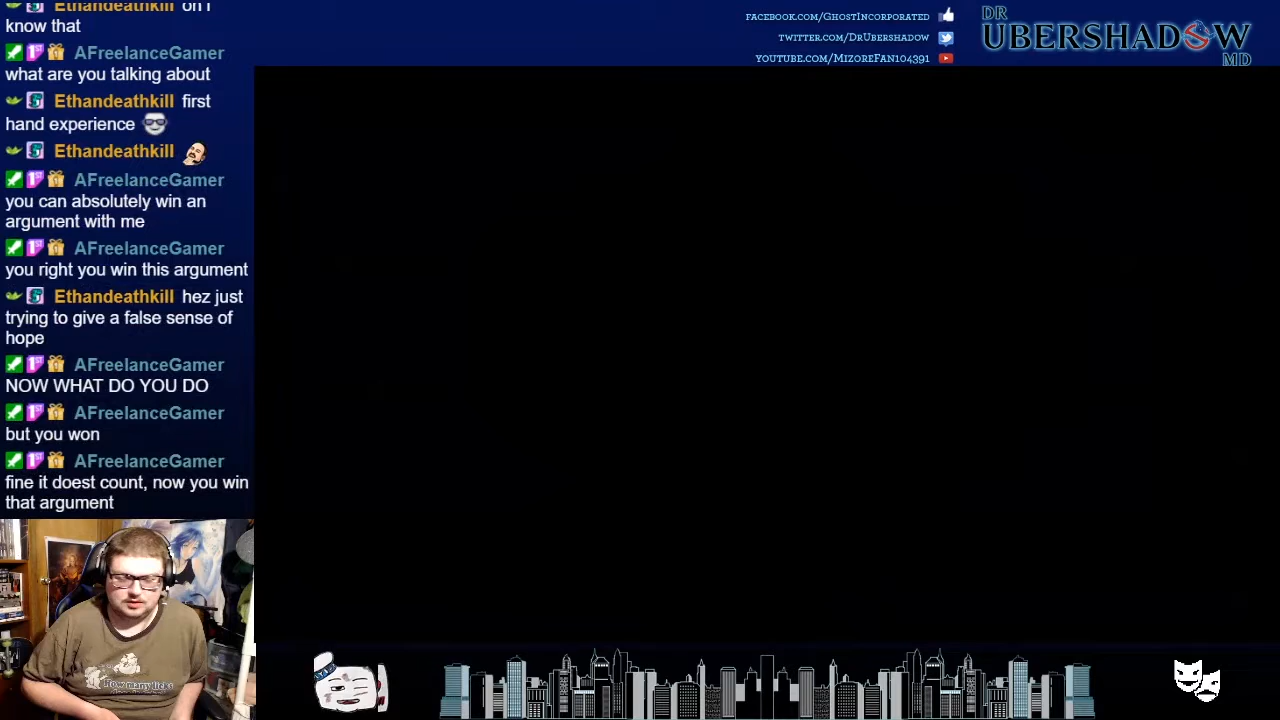 Ethandeathkill oh i
know that
AFreelanceGamer
what are you talking about
Ethandeathkill first
hand experience
Ethandeathkill
AFreelanceGamer
you can absolutely win an
argument with me
AFreelanceGamer
you right you win this argument
Ethandeathkill hez just
trying to give a false sense of
hope
AFreelanceGamer
NOW WHAT DO YOU DO
AFreelanceGamer
but you won
AFreelanceGamer
fine it doest count, now you win
that argument
facebook.com/GhostIncorporated
twitter.com/DrUbershadow
youtube.com/MizoreFan104391
DR
UBERSHADOW
MD
How many licks